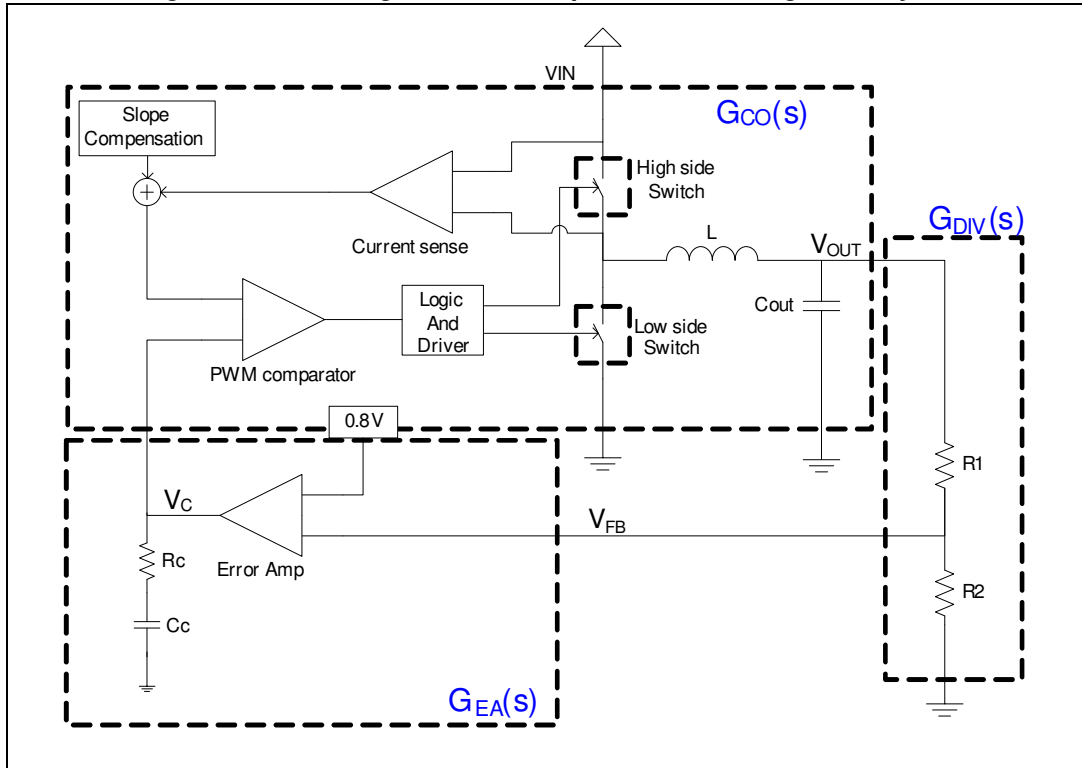 VIN
GCO(s)
Slope
Compensation
+
High side
Switch
Current sense
GDIV(s)
L
VOUT
Logic
And
Driver
Cout
Low side
Switch
PWM comparator
0.8V
R1
VC
VFB
Rc
Error Amp
R2
Cc
GEA(s)